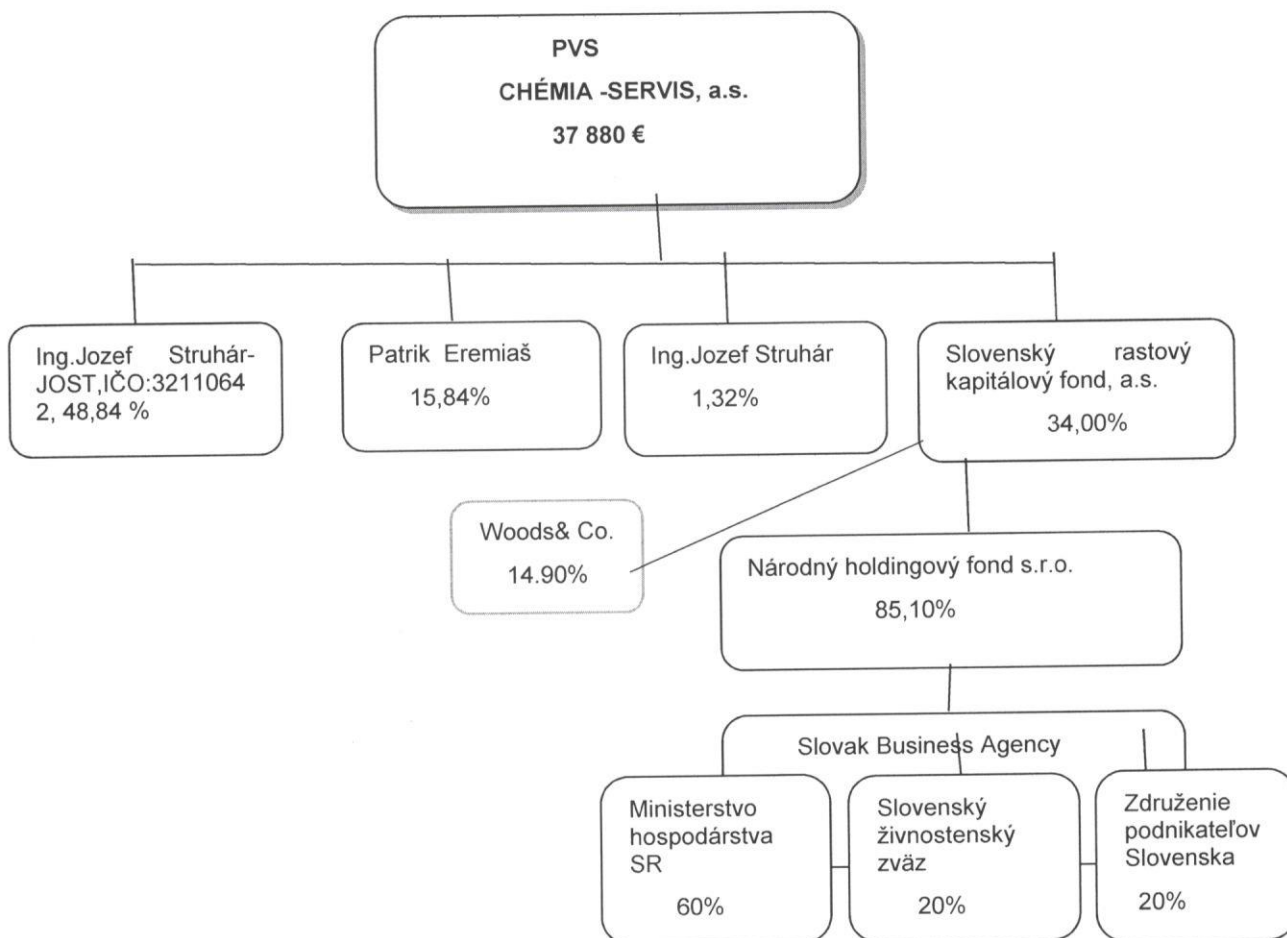 PVS
CHÉMIA -SERVIS, a.s.
37 880 €
Ing.Jozef Struhár-
JOST,IČO:3211064
2, 48,84 %
Patrik Eremiaš
15,84%
Ing.Jozef Struhár
1,32%
Slovenský rastový
kapitálový fond, a.s.
34,00%
Woods& Co.
14.90%
Národný holdingový fond s.r.o.
85,10%
Slovak Business Agency
Ministerstvo
hospodárstva
SR
60%
Slovenský
živnostenský
zväz
20%
Združenie
podnikateľov
Slovenska
20%